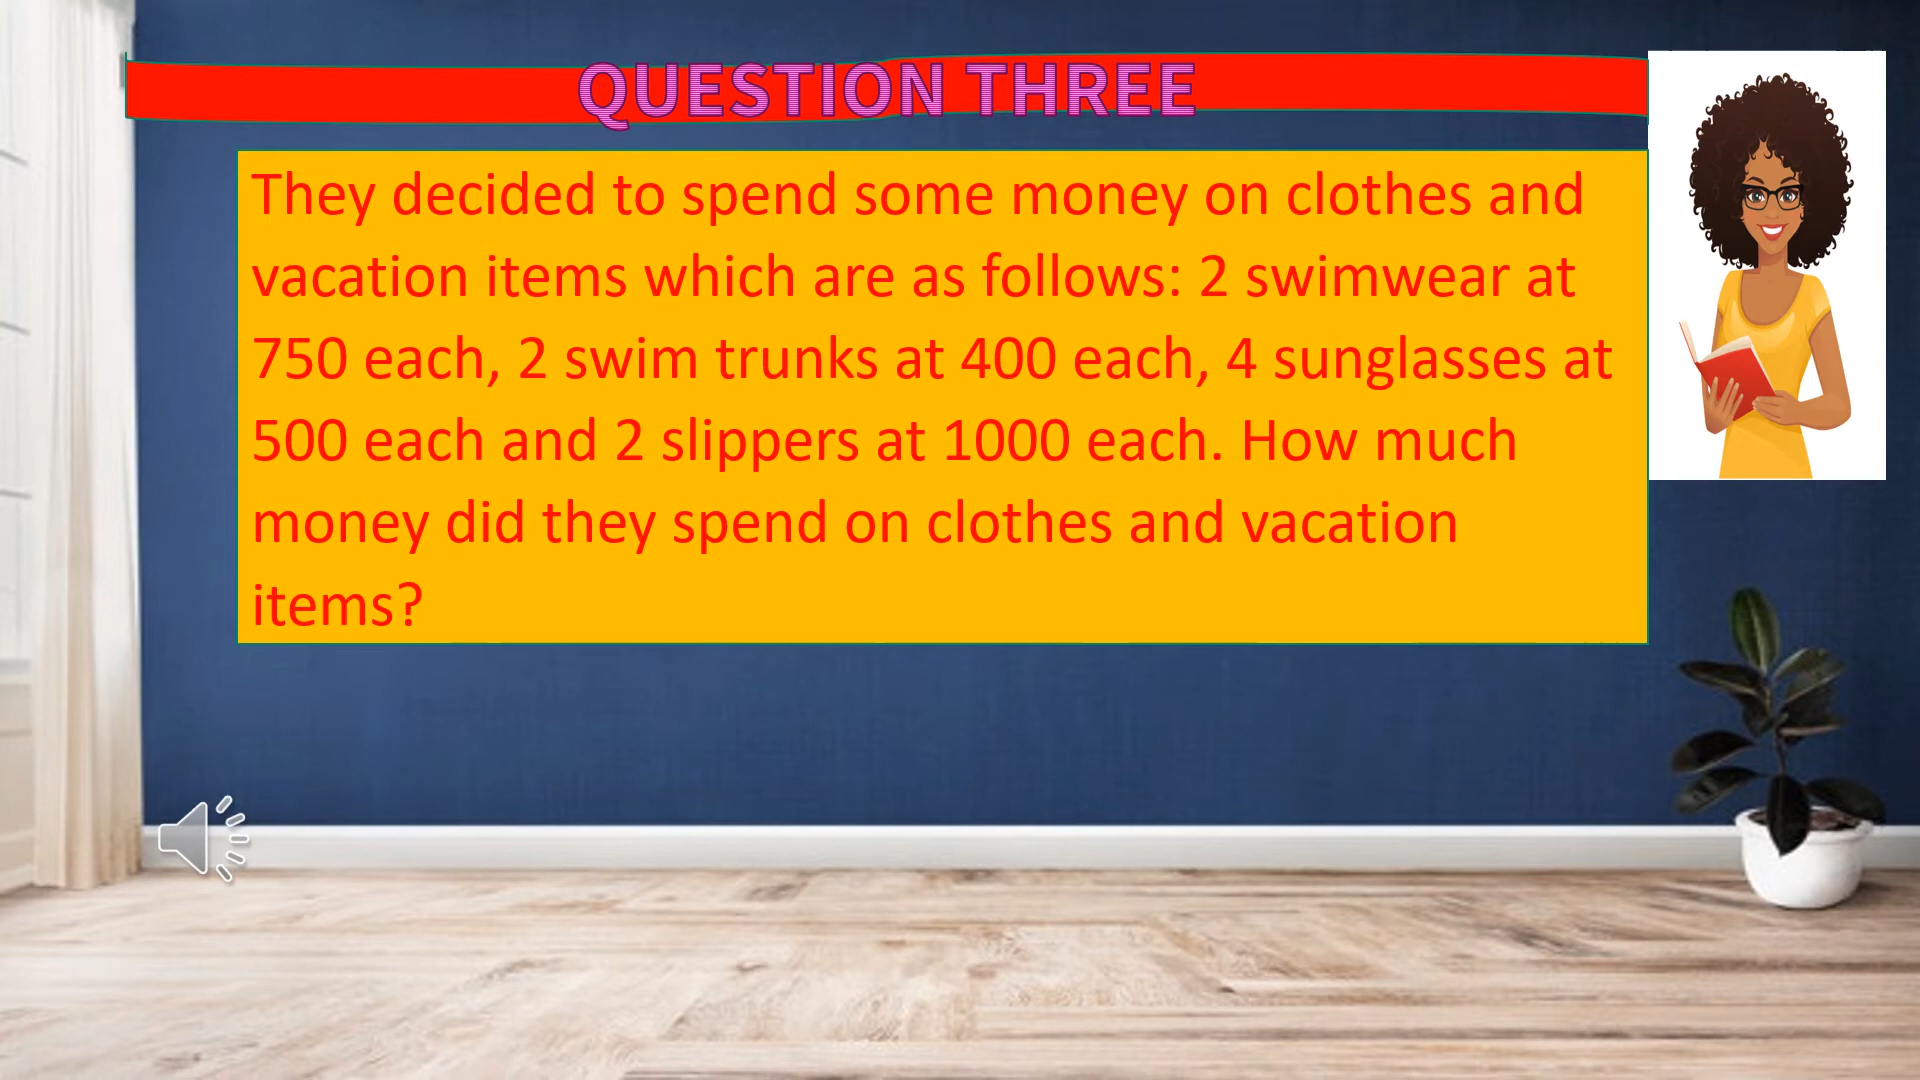 QUESTION THREE
They decided to spend some money on clothes and
vacation items which are as follows: 2 swimwear at
750 each, 2 swim trunks at 400 each, 4 sunglasses at
500 each and 2 slippers at 1000 each. How much
money did they spend on clothes and vacation
items?